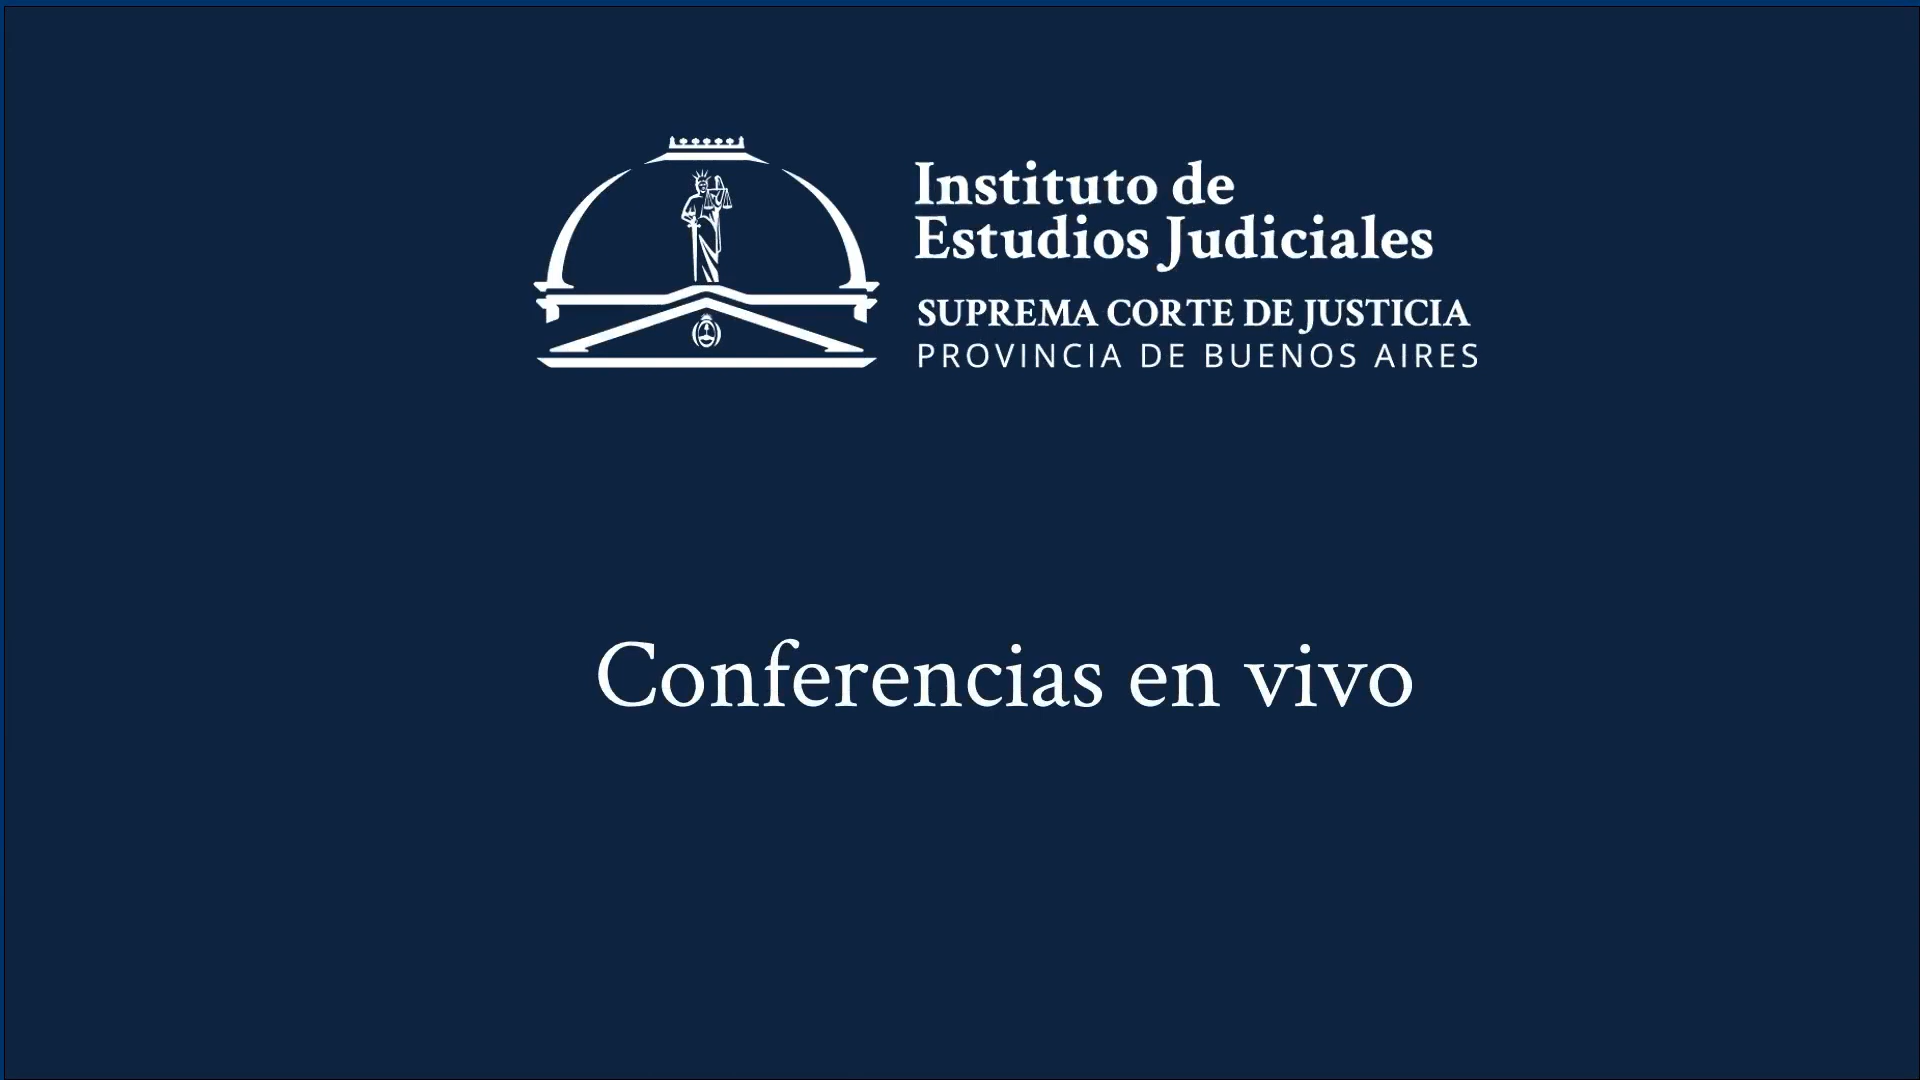 Instituto de
Estudios Judiciales
SUPREMA CORTE DE JUSTICIA
PROVINCIA DE BUENOS AIRES
Conferencias en vivo